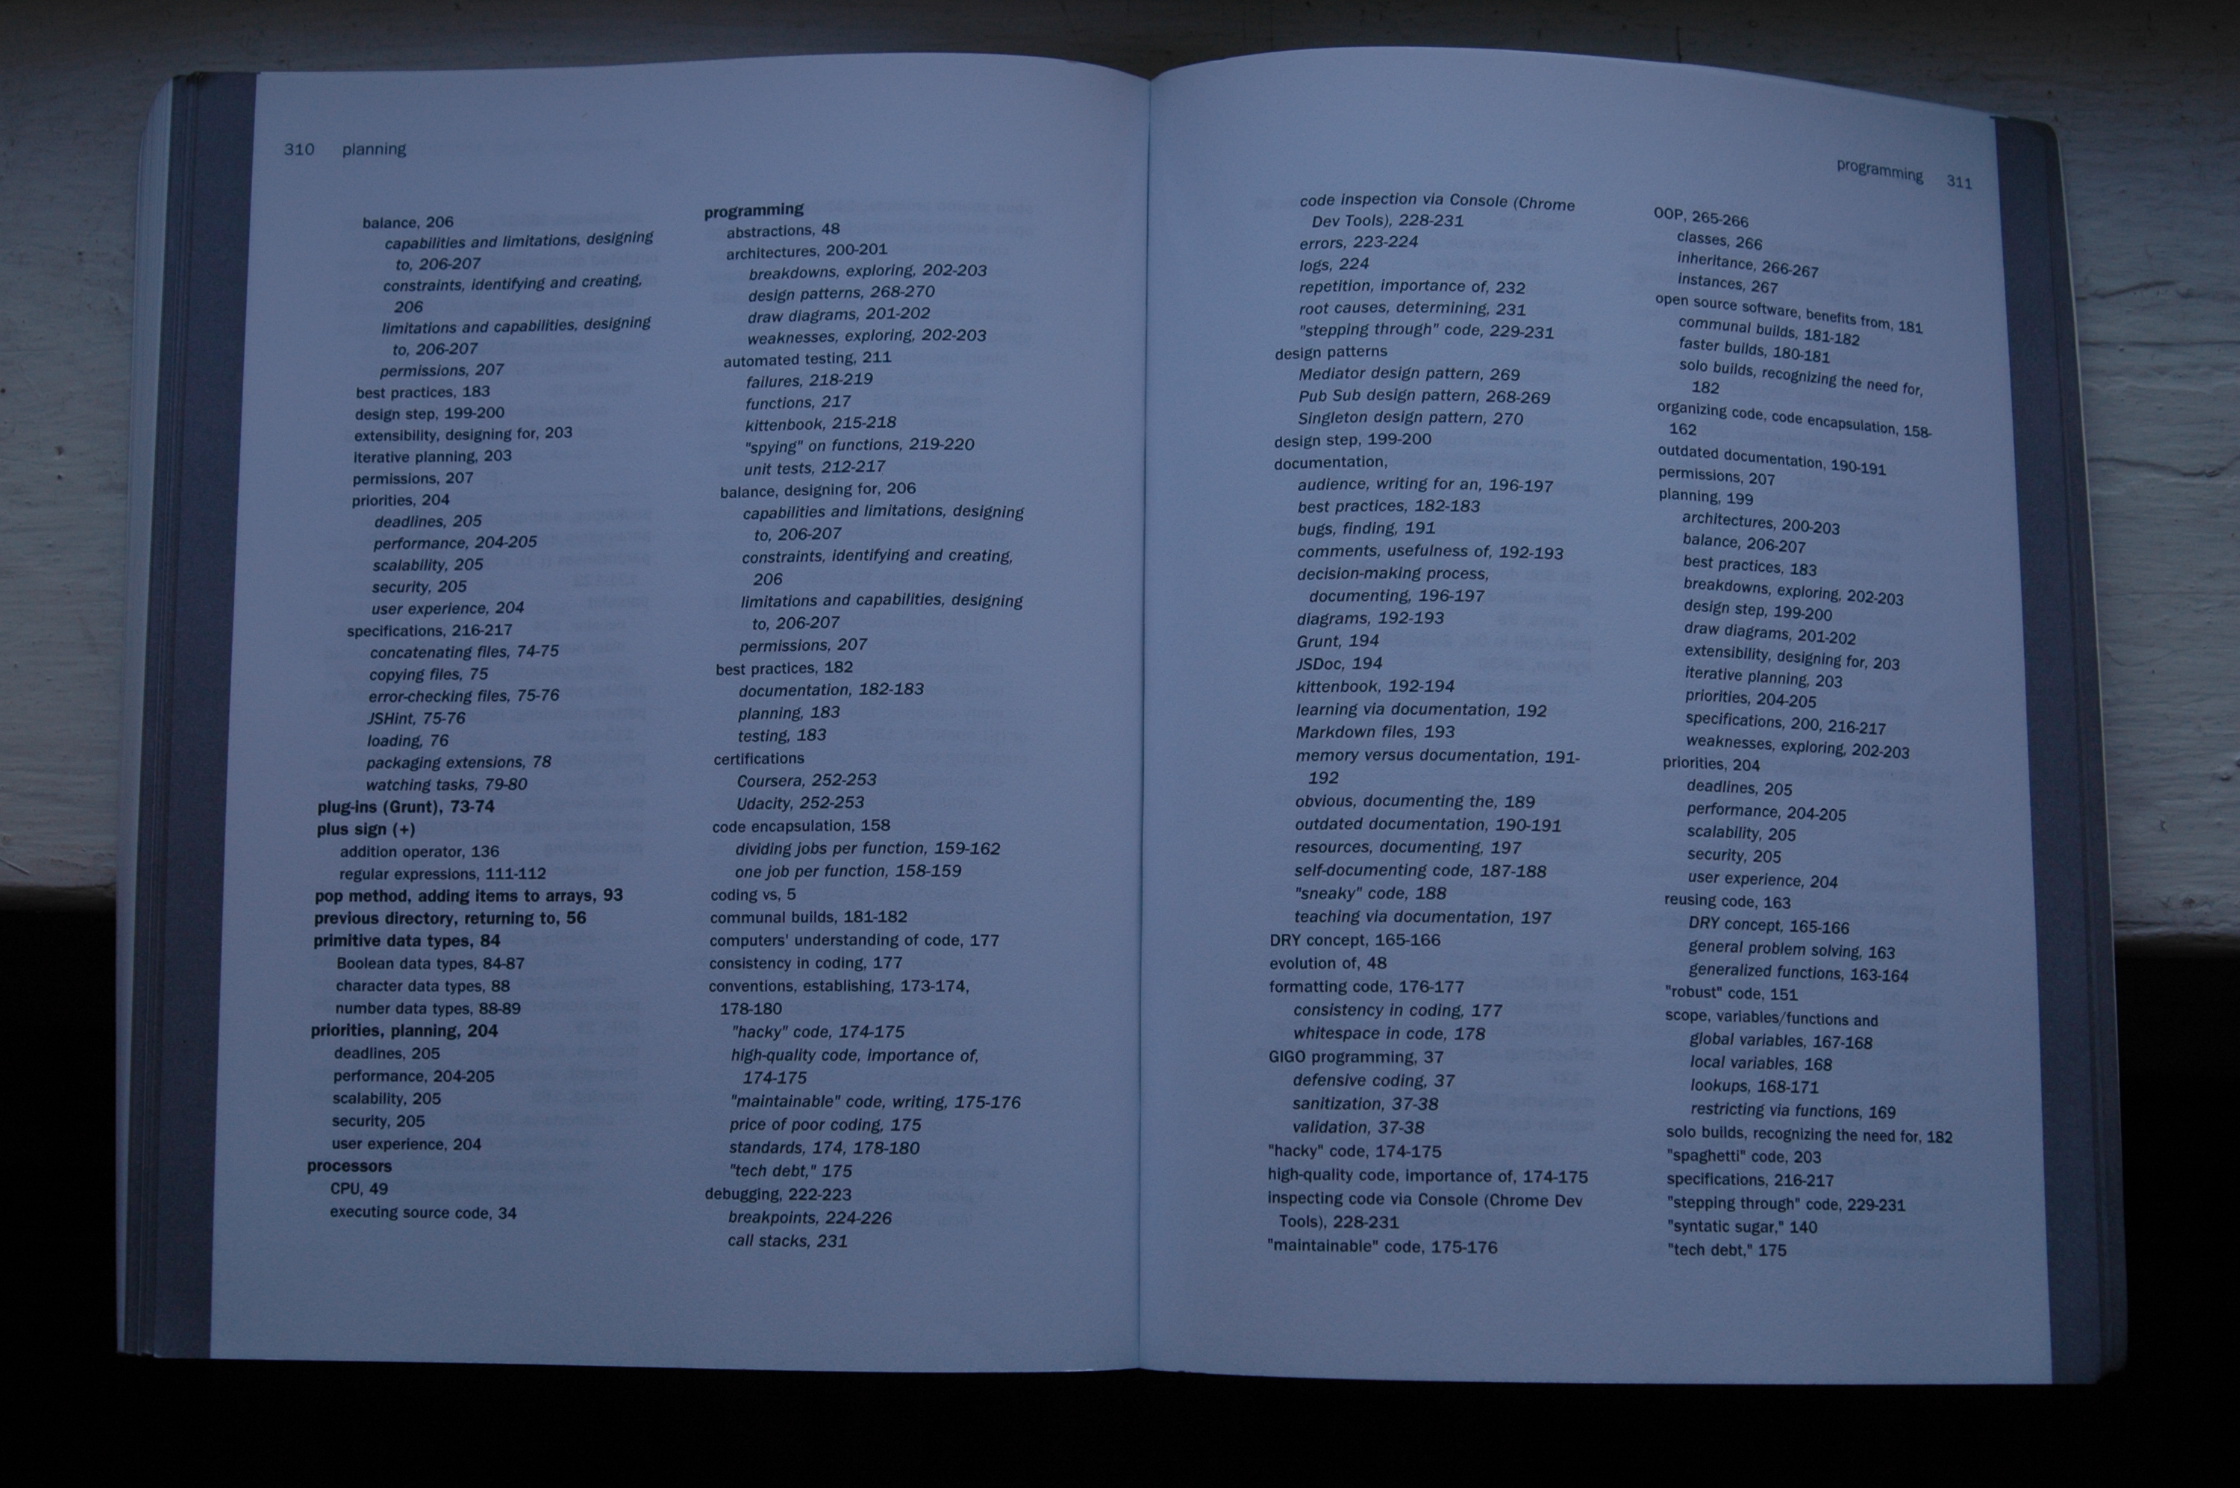 310 planning
balance, 206
capabilities and limitations, designing
to, 206-207
constraints, identifying and creating,
206
limitations and capabilities, designing
to, 206-207
permissions, 207
best practices, 183
design step, 199-200
extensibility, designing for, 203
iterative planning, 203
permissions, 207
priorities, 204
deadlines, 205
performance, 204-205
scalability, 205
security, 205
user experience, 204
specifications, 216-217
concatenating files, 74-75
copying files, 75
error-checking files, 75-76
JSHint, 75-76
loading, 76
packaging extensions, 78
watching tasks, 79-80
plug-ins (Grunt), 73-74
plus sign (+)
addition operator, 136
regular expressions, 111-112
pop method, adding items to arrays, 93
previous directory, returning to, 56
primitive data types, 84
Boolean data types, 84-87
character data types, 88
number data types, 88-89
priorities, planning, 204
deadlines, 205
performance, 204-205
scalability, 205
security, 205
user experience, 204
processors
CPU, 49
executing source code, 34
programming
abstractions, 48
architectures, 200-201
breakdowns, exploring, 202-203
design patterns, 268-270
draw diagrams, 201-202
weaknesses, exploring, 202-203
automated testing, 211
failures, 218-219
functions, 217
kittenbook, 215-218
"spying" on functions, 219-220
unit tests, 212-217
balance, designing for, 206
capabilities and limitations, designing
to, 206-207
constraints, identifying and creating,
206
limitations and capabilities, designing
to, 206-207
permissions, 207
best practices, 182
documentation, 182-183
planning, 183
testing, 183
certifications
Coursera, 252-253
Udacity, 252-253
code encapsulation, 158
dividing jobs per function, 159-162
one job per function, 158-159
coding vs, 5
communal builds, 181-182
computers' understanding of code, 177
consistency in coding, 177
conventions, establishing, 173-174,
178-180
"hacky" code, 174-175
high-quality code, importance of,
174-175
"maintainable" code, writing, 175-176
price of poor coding, 175
standards, 174, 178-180
"tech debt," 175
debugging, 222-223
breakpoints, 224-226
call stacks, 231
programming 311
code inspection via Console (Chrome
Dev Tools), 228-231
errors, 223-224
logs, 224
repetition, importance of, 232
root causes, determining, 231
"stepping through" code, 229-231
design patterns
Mediator design pattern, 269
Pub Sub design pattern, 268-269
Singleton design pattern, 270
design step, 199-200
documentation,
audience, writing for an, 196-197
best practices, 182-183
bugs, finding, 191
comments, usefulness of, 192-193
decision-making process,
documenting, 196-197
diagrams, 192-193
Grunt, 194
JSDoc, 194
kittenbook, 192-194
learning via documentation, 192
Markdown files, 193
memory versus documentation, 191-
192
obvious, documenting the, 189
outdated documentation, 190-191
resources, documenting, 197
self-documenting code, 187-188
"sneaky" code, 188
teaching via documentation, 197
DRY concept, 165-166
evolution of, 48
formatting code, 176-177
consistency in coding, 177
whitespace in code, 178
GIGO programming, 37
defensive coding, 37
sanitization, 37-38
validation, 37-38
"hacky" code, 174-175
high-quality code, importance of, 174-175
inspecting code via Console (Chrome Dev
Tools), 228-231
"maintainable" code, 175-176
OOP, 265-266
classes, 266
inheritance, 266-267
instances, 267
open source software, benefits from, 181
communal builds, 181-182
faster builds, 180-181
solo builds, recognizing the need for,
182
organizing code, code encapsulation, 158-
162
outdated documentation, 190-191
permissions, 207
planning, 199
architectures, 200-203
balance, 206-207
best practices, 183
breakdowns, exploring, 202-203
design step, 199-200
draw diagrams, 201-202
extensibility, designing for, 203
iterative planning, 203
priorities, 204-205
specifications, 200, 216-217
weaknesses, exploring, 202-203
priorities, 204
deadlines, 205
performance, 204-205
scalability, 205
security, 205
user experience, 204
reusing code, 163
DRY concept, 165-166
general problem solving, 163
generalized functions, 163-164
"robust" code, 151
scope, variables/functions and
global variables, 167-168
local variables, 168
lookups, 168-171
restricting via functions, 169
solo builds, recognizing the need for, 182
"spaghetti" code, 203
specifications, 216-217
"stepping through" code, 229-231
"syntatic sugar," 140
"tech debt," 175